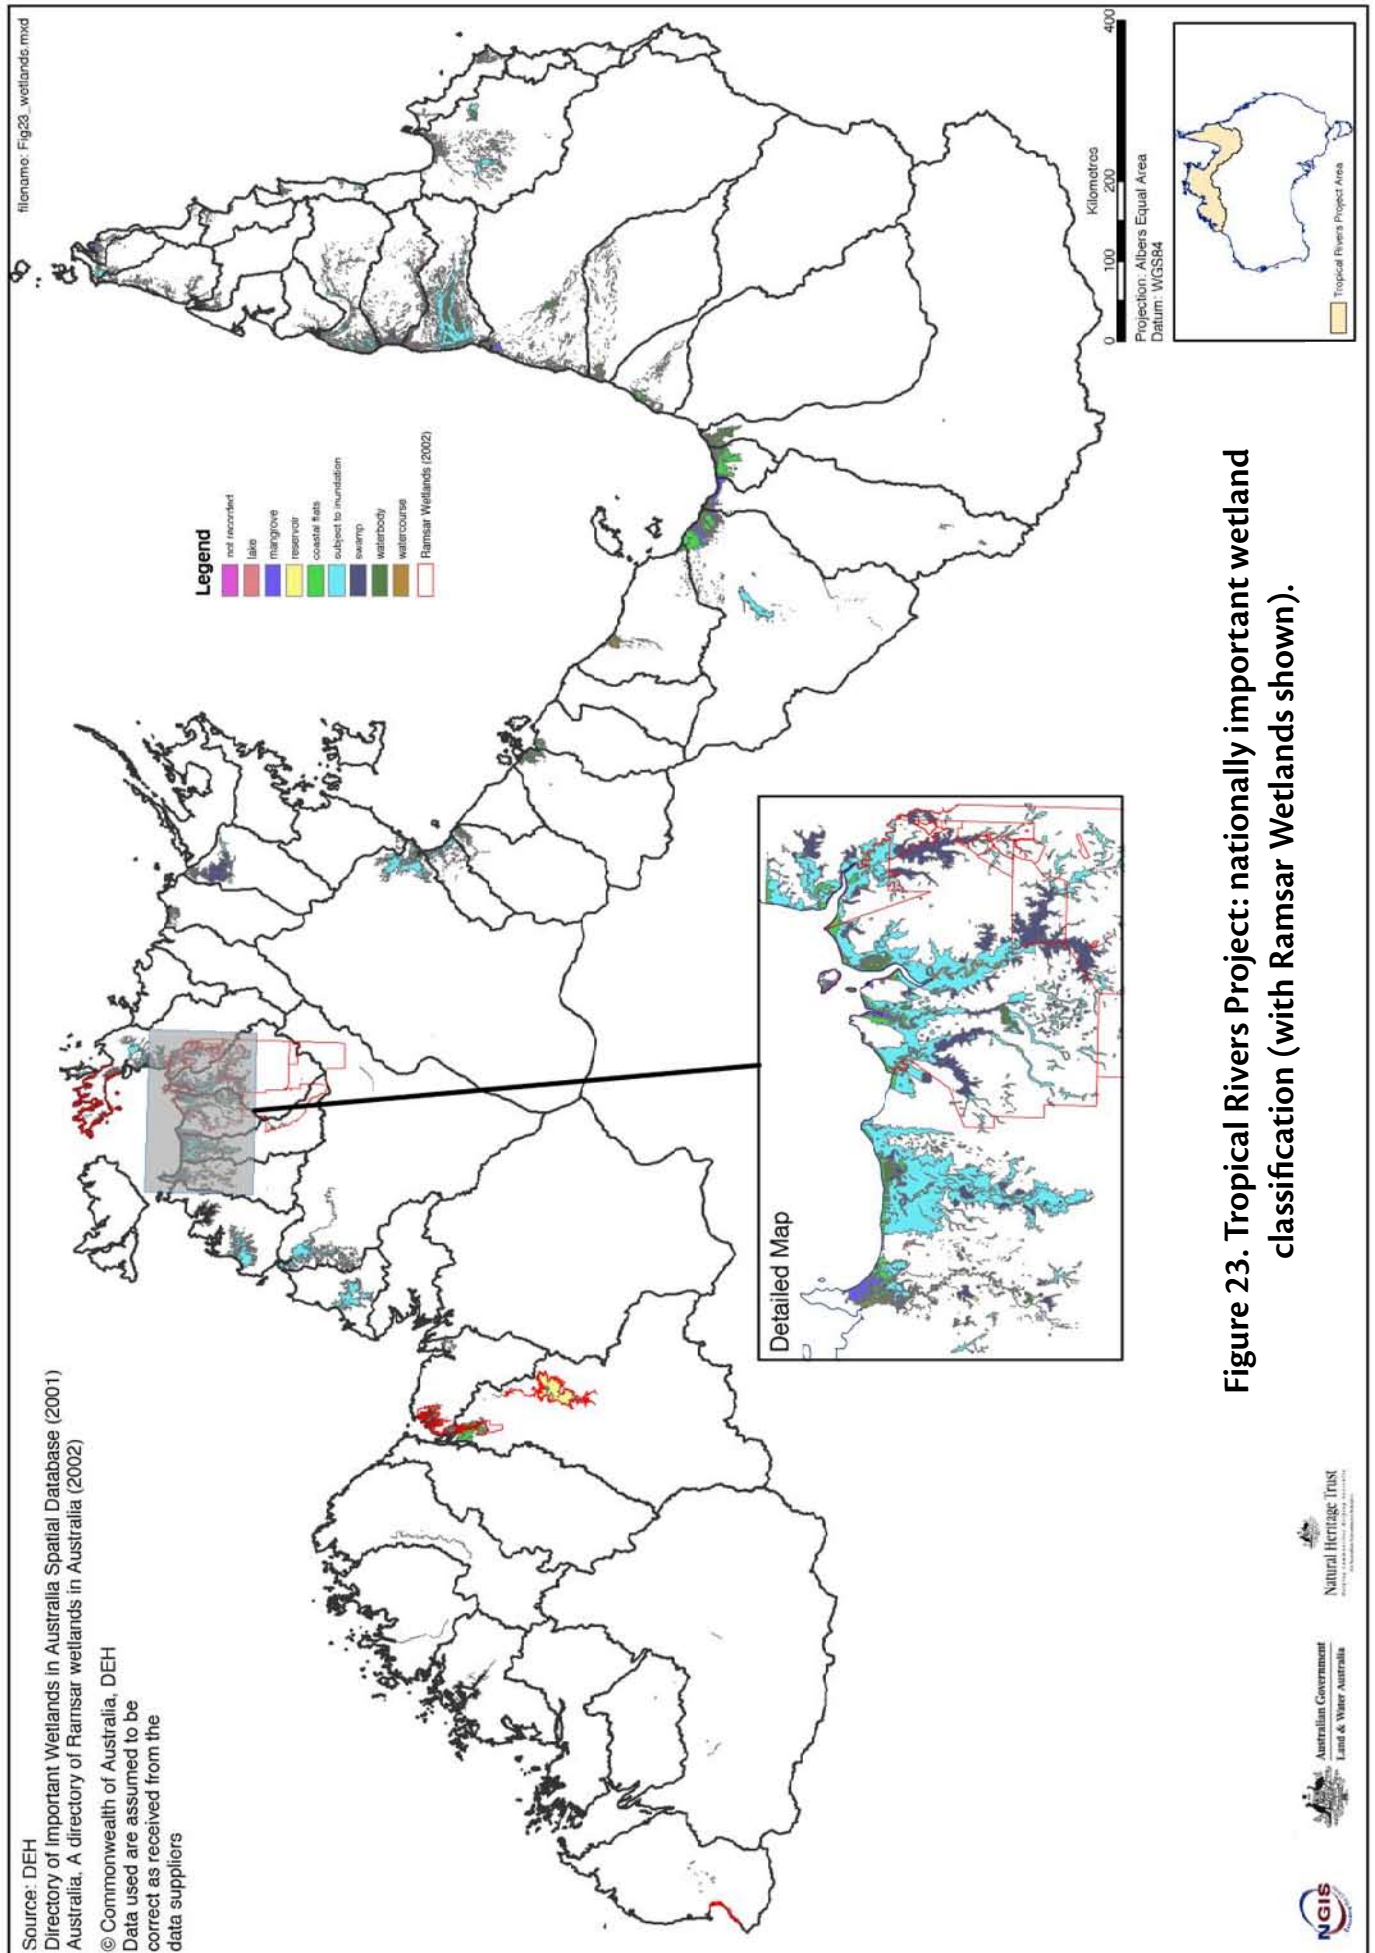 filename: Fig23_wetlands.mxd
Source: DEH
Directory of Important Wetlands in Australia Spatial Database (2001)
Australia. A directory of Ramsar wetlands in Australia (2002)
© Commonwealth of Australia, DEH
Data used are assumed to be
correct as received from the
data suppliers
Legend
not recorded
lake
mangrove
reservoir
coastal flats
subject to inundation
swamp
waterbody
watercourse
Ramsar Wetlands (2002)
Detailed Map
Kilometres
0 100 200 400
Projection: Albers Equal Area
Datum: WGS84
Tropical Rivers Project Area
Figure 23. Tropical Rivers Project: nationally important wetland
classification (with Ramsar Wetlands shown).
NGIS
Australian Government
Land & Water Australia
Natural Heritage Trust